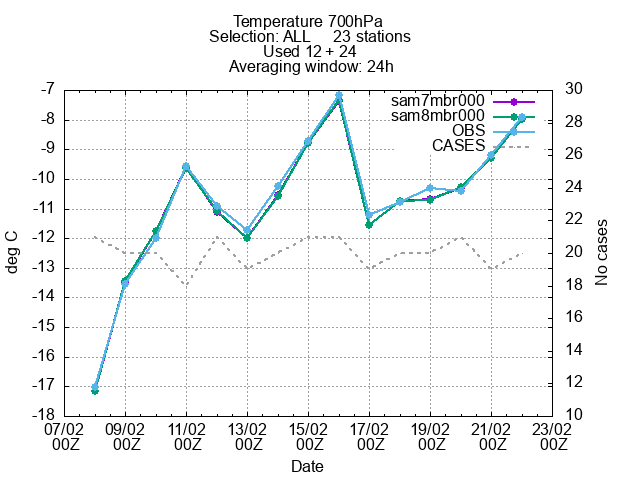 Temperature 700hPa
Selection: ALL 23 stations
Used 12 + 24
Averaging window: 24h
sam7mbr000
sam8mbr000
OBS
CASES
deg C
-7
-8
-9
-10
-11
-12
-13
-14
-15
-16
-17
-18
No cases
30
28
26
24
22
20
18
16
14
12
10
07/02 09/02 11/02 13/02 15/02 17/02 19/02 21/02 23/02
00Z 00Z 00Z 00Z 00Z 00Z 00Z 00Z 00Z
Date